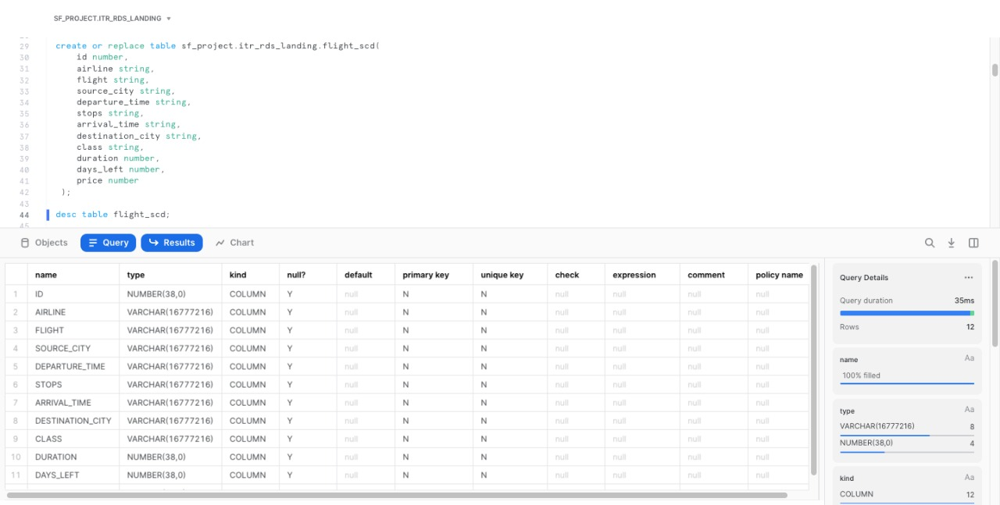 SF_PROJECT.ITR_RDS_LANDING
29 create or replace table sf_project.itr_rds_landing.flight_scd(
30 id number,
31 airline string,
32 flight string,
33 source_city string,
34 departure_time string,
35 stops string,
36 arrival_time string,
37 destination_city string,
38 class string,
39 duration number,
40 days_left number,
41 price number
42 );
43
44 desc table flight_scd;
45
Objects Query Results Chart
name type kind null? default primary key unique key check expression comment policy name
1 ID NUMBER(38,0) COLUMN Y null N N null null null null
2 AIRLINE VARCHAR(16777216) COLUMN Y null N N null null null null
3 FLIGHT VARCHAR(16777216) COLUMN Y null N N null null null null
4 SOURCE_CITY VARCHAR(16777216) COLUMN Y null N N null null null null
5 DEPARTURE_TIME VARCHAR(16777216) COLUMN Y null N N null null null null
6 STOPS VARCHAR(16777216) COLUMN Y null N N null null null null
7 ARRIVAL_TIME VARCHAR(16777216) COLUMN Y null N N null null null null
8 DESTINATION_CITY VARCHAR(16777216) COLUMN Y null N N null null null null
9 CLASS VARCHAR(16777216) COLUMN Y null N N null null null null
10 DURATION NUMBER(38,0) COLUMN Y null N N null null null null
11 DAYS_LEFT NUMBER(38,0) COLUMN Y null N N null null null null
Query Details ...
Query duration 35ms
Rows 12
name Aa
100% filled
type Aa
VARCHAR(16777216) 8
NUMBER(38,0) 4
kind Aa
COLUMN 12